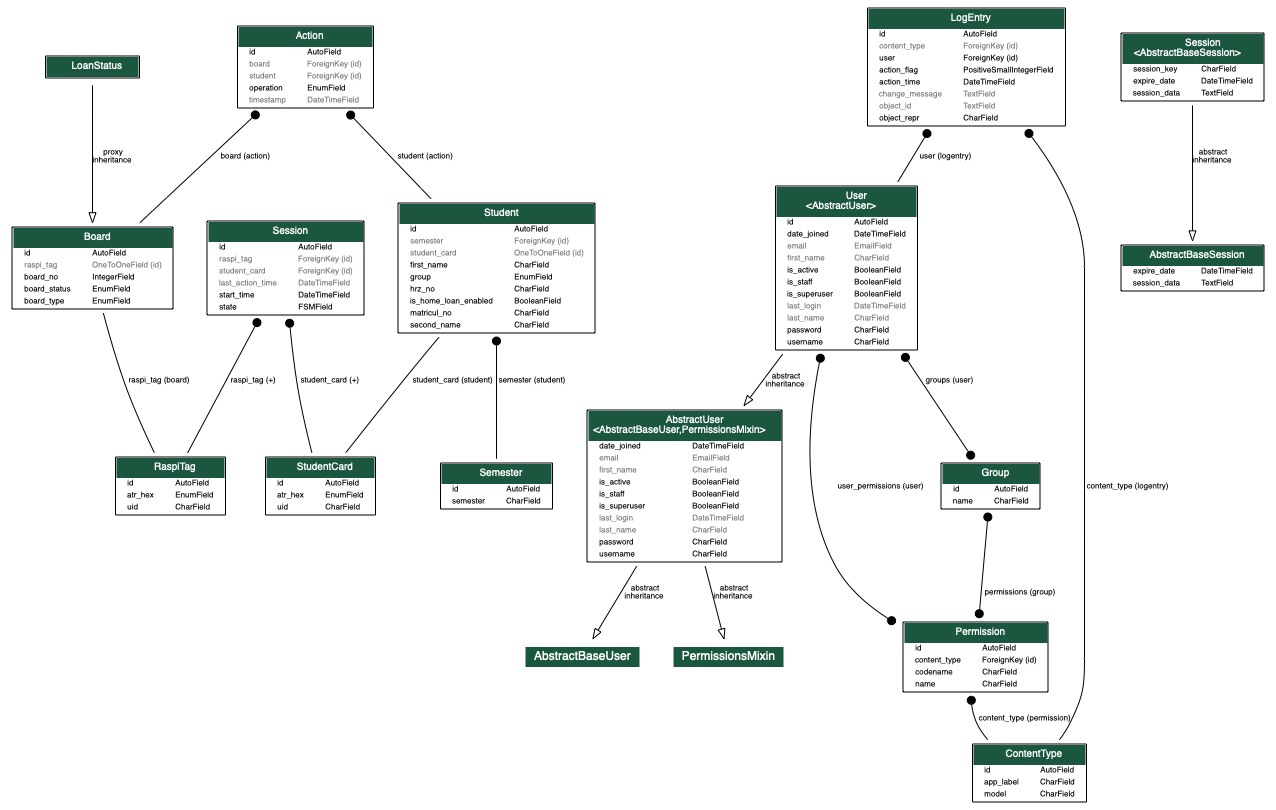 LoanStatus
proxy
inheritance
Action
id AutoField
board ForeignKey (id)
student ForeignKey (id)
operation EnumField
timestamp DateTimeField
board (action)
student (action)
Board
id AutoField
raspi_tag OneToOneField (id)
board_no IntegerField
board_status EnumField
board_type EnumField
Session
id AutoField
raspi_tag ForeignKey (id)
student_card ForeignKey (id)
last_action_time DateTimeField
start_time DateTimeField
state FSMField
Student
id AutoField
semester ForeignKey (id)
student_card OneToOneField (id)
first_name CharField
group EnumField
hrz_no CharField
is_home_loan_enabled BooleanField
matricul_no CharField
second_name CharField
raspi_tag (board)
raspi_tag (+)
student_card (+)
student_card (student)
semester (student)
RaspiTag
id AutoField
atr_hex EnumField
uid CharField
StudentCard
id AutoField
atr_hex EnumField
uid CharField
Semester
id AutoField
semester CharField
LogEntry
id AutoField
content_type ForeignKey (id)
user ForeignKey (id)
action_flag PositiveSmallIntegerField
action_time DateTimeField
change_message TextField
object_id TextField
object_repr CharField
user (logentry)
User
<AbstractUser>
id AutoField
date_joined DateTimeField
email EmailField
first_name CharField
is_active BooleanField
is_staff BooleanField
is_superuser BooleanField
last_login DateTimeField
last_name CharField
password CharField
username CharField
abstract
inheritance
groups (user)
AbstractUser
<AbstractBaseUser,PermissionsMixin>
date_joined DateTimeField
email EmailField
first_name CharField
is_active BooleanField
is_staff BooleanField
is_superuser BooleanField
last_login DateTimeField
last_name CharField
password CharField
username CharField
user_permissions (user)
Group
id AutoField
name CharField
content_type (logentry)
abstract
inheritance
abstract
inheritance
permissions (group)
AbstractBaseUser
PermissionsMixin
Permission
id AutoField
content_type ForeignKey (id)
codename CharField
name CharField
content_type (permission)
ContentType
id AutoField
app_label CharField
model CharField
Session
<AbstractBaseSession>
session_key CharField
expire_date DateTimeField
session_data TextField
abstract
inheritance
AbstractBaseSession
expire_date DateTimeField
session_data TextField